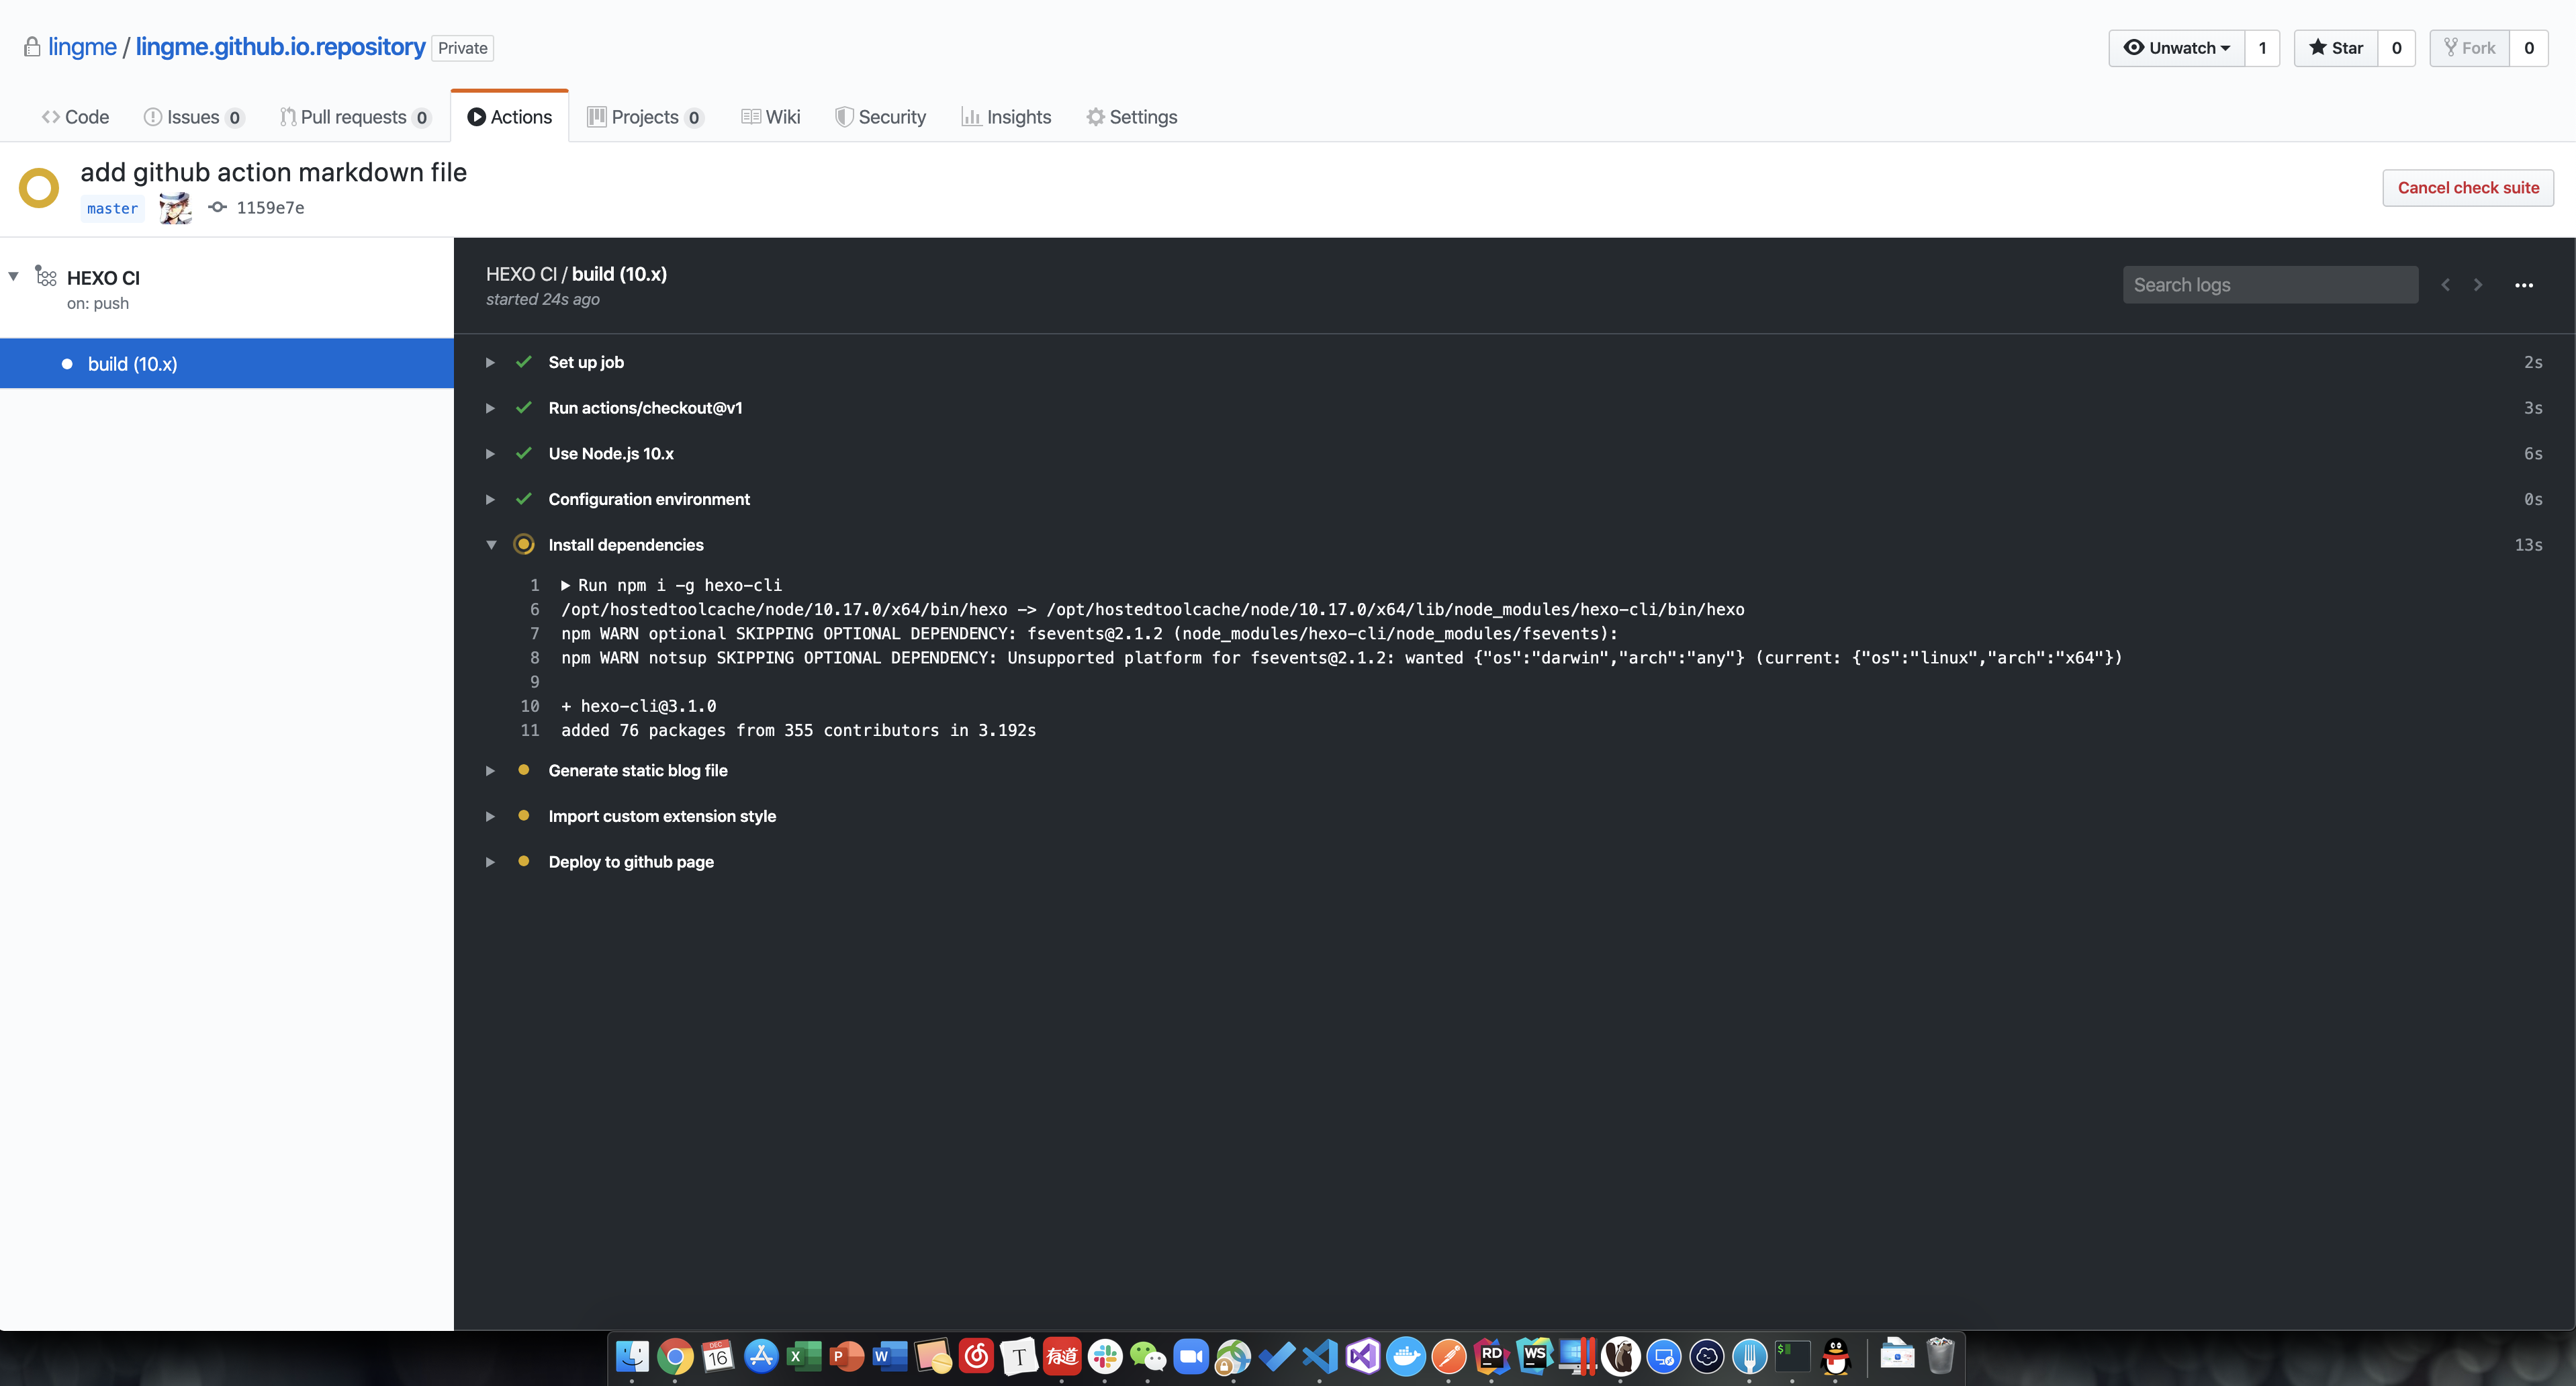 lingme / lingme.github.io.repository Private
Unwatch 1 Star 0 Fork 0
Code Issues 0 Pull requests 0 Actions Projects 0 Wiki Security Insights Settings
add github action markdown file
master 1159e7e
Cancel check suite
HEXO CI
on: push
build (10.x)
HEXO CI / build (10.x)
started 24s ago
Search logs
Set up job 2s
Run actions/checkout@v1 3s
Use Node.js 10.x 6s
Configuration environment 0s
Install dependencies 13s
1 Run npm i -g hexo-cli
6 /opt/hostedtoolcache/node/10.17.0/x64/bin/hexo -> /opt/hostedtoolcache/node/10.17.0/x64/lib/node_modules/hexo-cli/bin/hexo
7 npm WARN optional SKIPPING OPTIONAL DEPENDENCY: fsevents@2.1.2 (node_modules/hexo-cli/node_modules/fsevents):
8 npm WARN notsup SKIPPING OPTIONAL DEPENDENCY: Unsupported platform for fsevents@2.1.2: wanted {"os":"darwin","arch":"any"} (current: {"os":"linux","arch":"x64"})
9
10 + hexo-cli@3.1.0
11 added 76 packages from 355 contributors in 3.192s
Generate static blog file
Import custom extension style
Deploy to github page
DEC 16 X P W T 有道 RD WS $